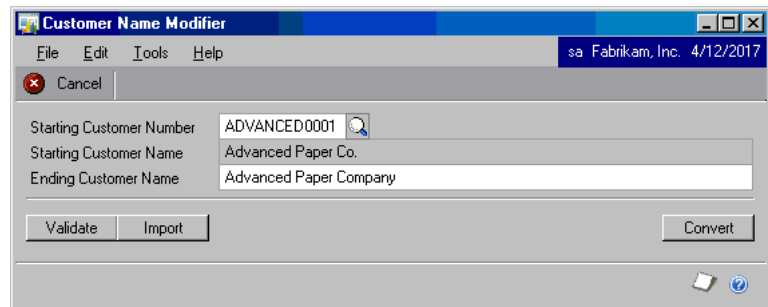 Customer Name Modifier
File Edit Tools Help sa Fabrikam, Inc. 4/12/2017
Cancel
Starting Customer Number ADVANCED0001
Starting Customer Name Advanced Paper Co.
Ending Customer Name Advanced Paper Company
Validate Import Convert